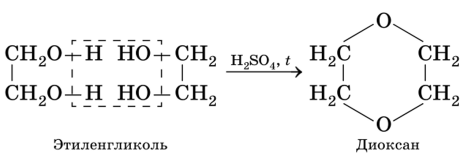 O
CH₂O H HO CH₂ H₂SO₄, t H₂C CH₂
CH₂O H HO CH₂ H₂C CH₂
O
Этиленгликоль Диоксан